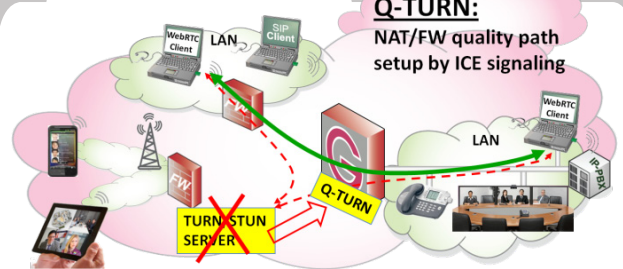 Q-TURN:
NAT/FW quality path
setup by ICE signaling
WebRTC
Client
LAN
SIP
Client
FW
WebRTC
Client
LAN
IP-PBX
FW
Q-TURN
TURN/STUN
SERVER